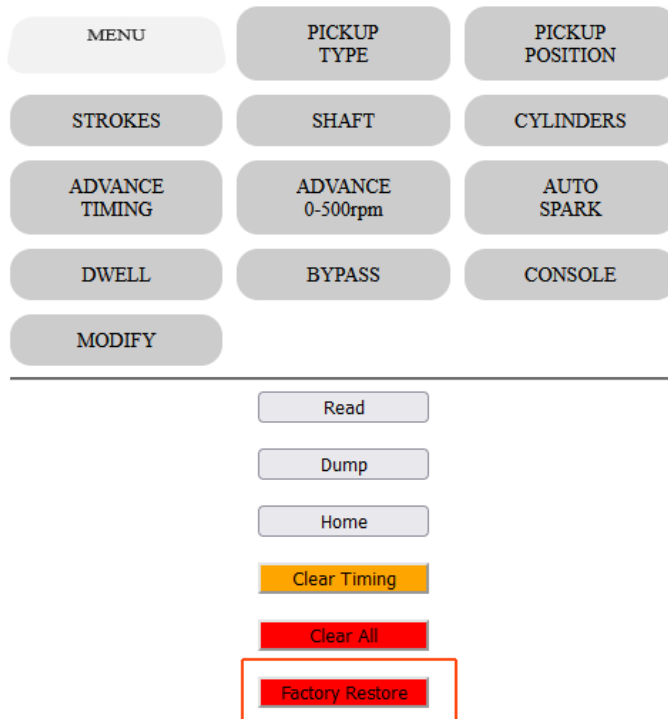 MENU
PICKUP
TYPE
PICKUP
POSITION
STROKES
SHAFT
CYLINDERS
ADVANCE
TIMING
ADVANCE
0-500rpm
AUTO
SPARK
DWELL
BYPASS
CONSOLE
MODIFY
Read
Dump
Home
Clear Timing
Clear All
Factory Restore